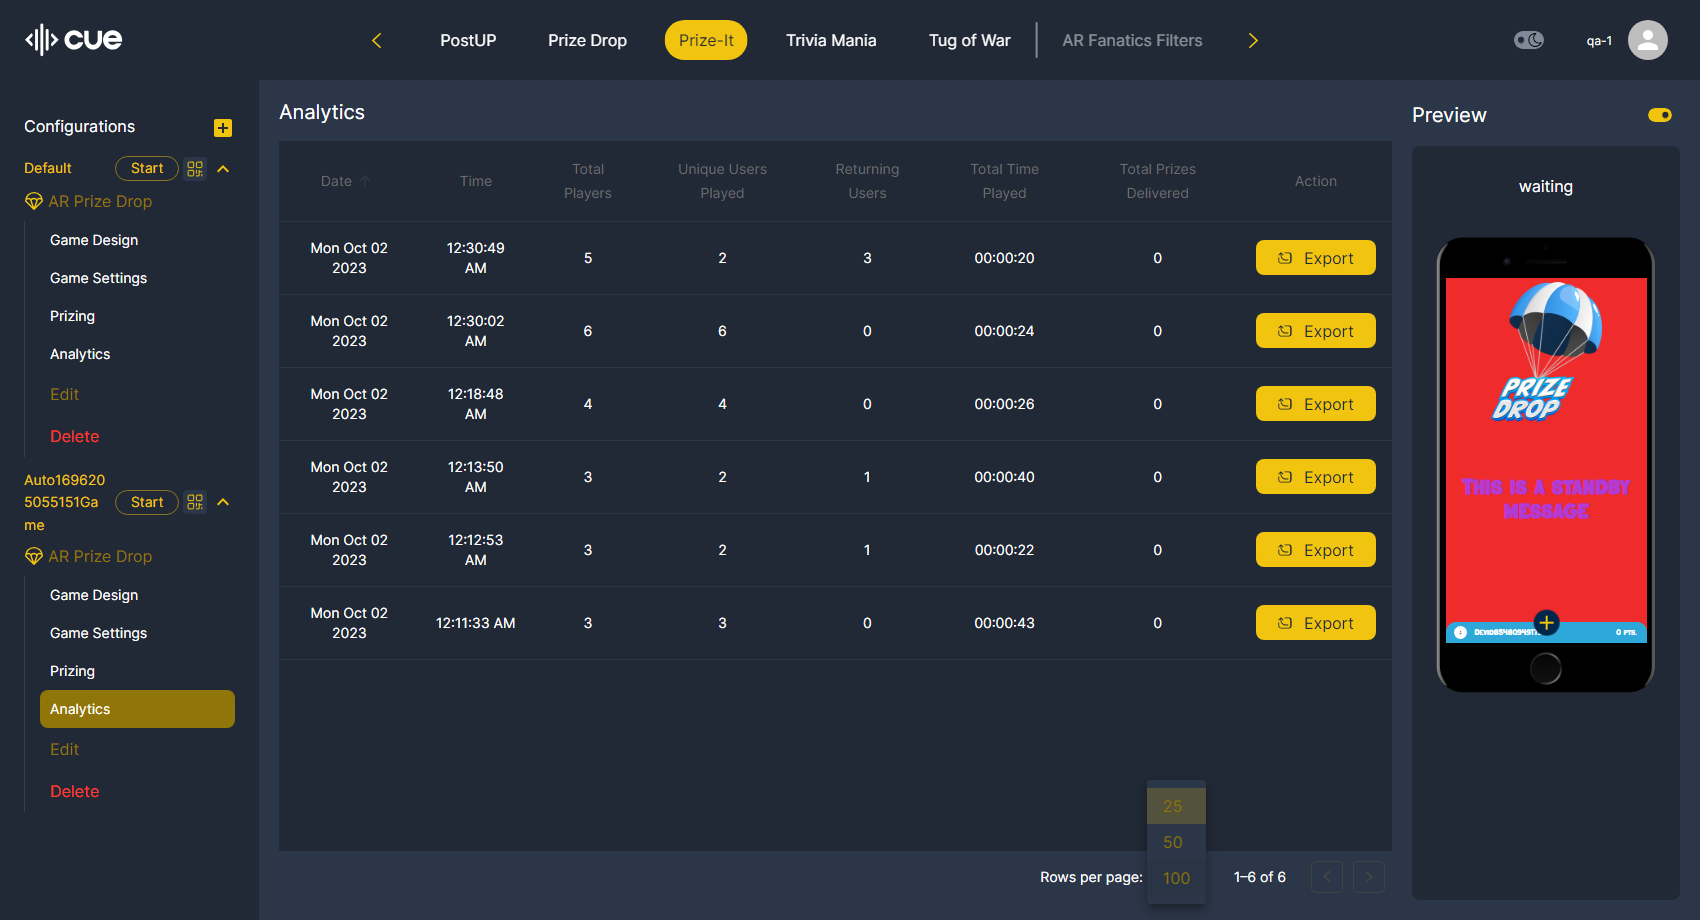 cue
PostUP
Prize Drop
Prize-It
Trivia Mania
Tug of War
AR Fanatics Filters
qa-1
Configurations
Default
Start
AR Prize Drop
Game Design
Game Settings
Prizing
Analytics
Edit
Delete
Auto169620
5055151Ga
me
Start
AR Prize Drop
Game Design
Game Settings
Prizing
Analytics
Edit
Delete
Analytics
Date
Time
Total
Players
Unique Users
Played
Returning
Users
Total Time
Played
Total Prizes
Delivered
Action
Mon Oct 02
2023
12:30:49
AM
5
2
3
00:00:20
0
Export
Mon Oct 02
2023
12:30:02
AM
6
6
0
00:00:24
0
Export
Mon Oct 02
2023
12:18:48
AM
4
4
0
00:00:26
0
Export
Mon Oct 02
2023
12:13:50
AM
3
2
1
00:00:40
0
Export
Mon Oct 02
2023
12:12:53
AM
3
2
1
00:00:22
0
Export
Mon Oct 02
2023
12:11:33 AM
3
3
0
00:00:43
0
Export
Rows per page:
25
50
100
1–6 of 6
Preview
waiting
PRIZE
DROP
THIS IS A STANDBY
MESSAGE
0 PTS.